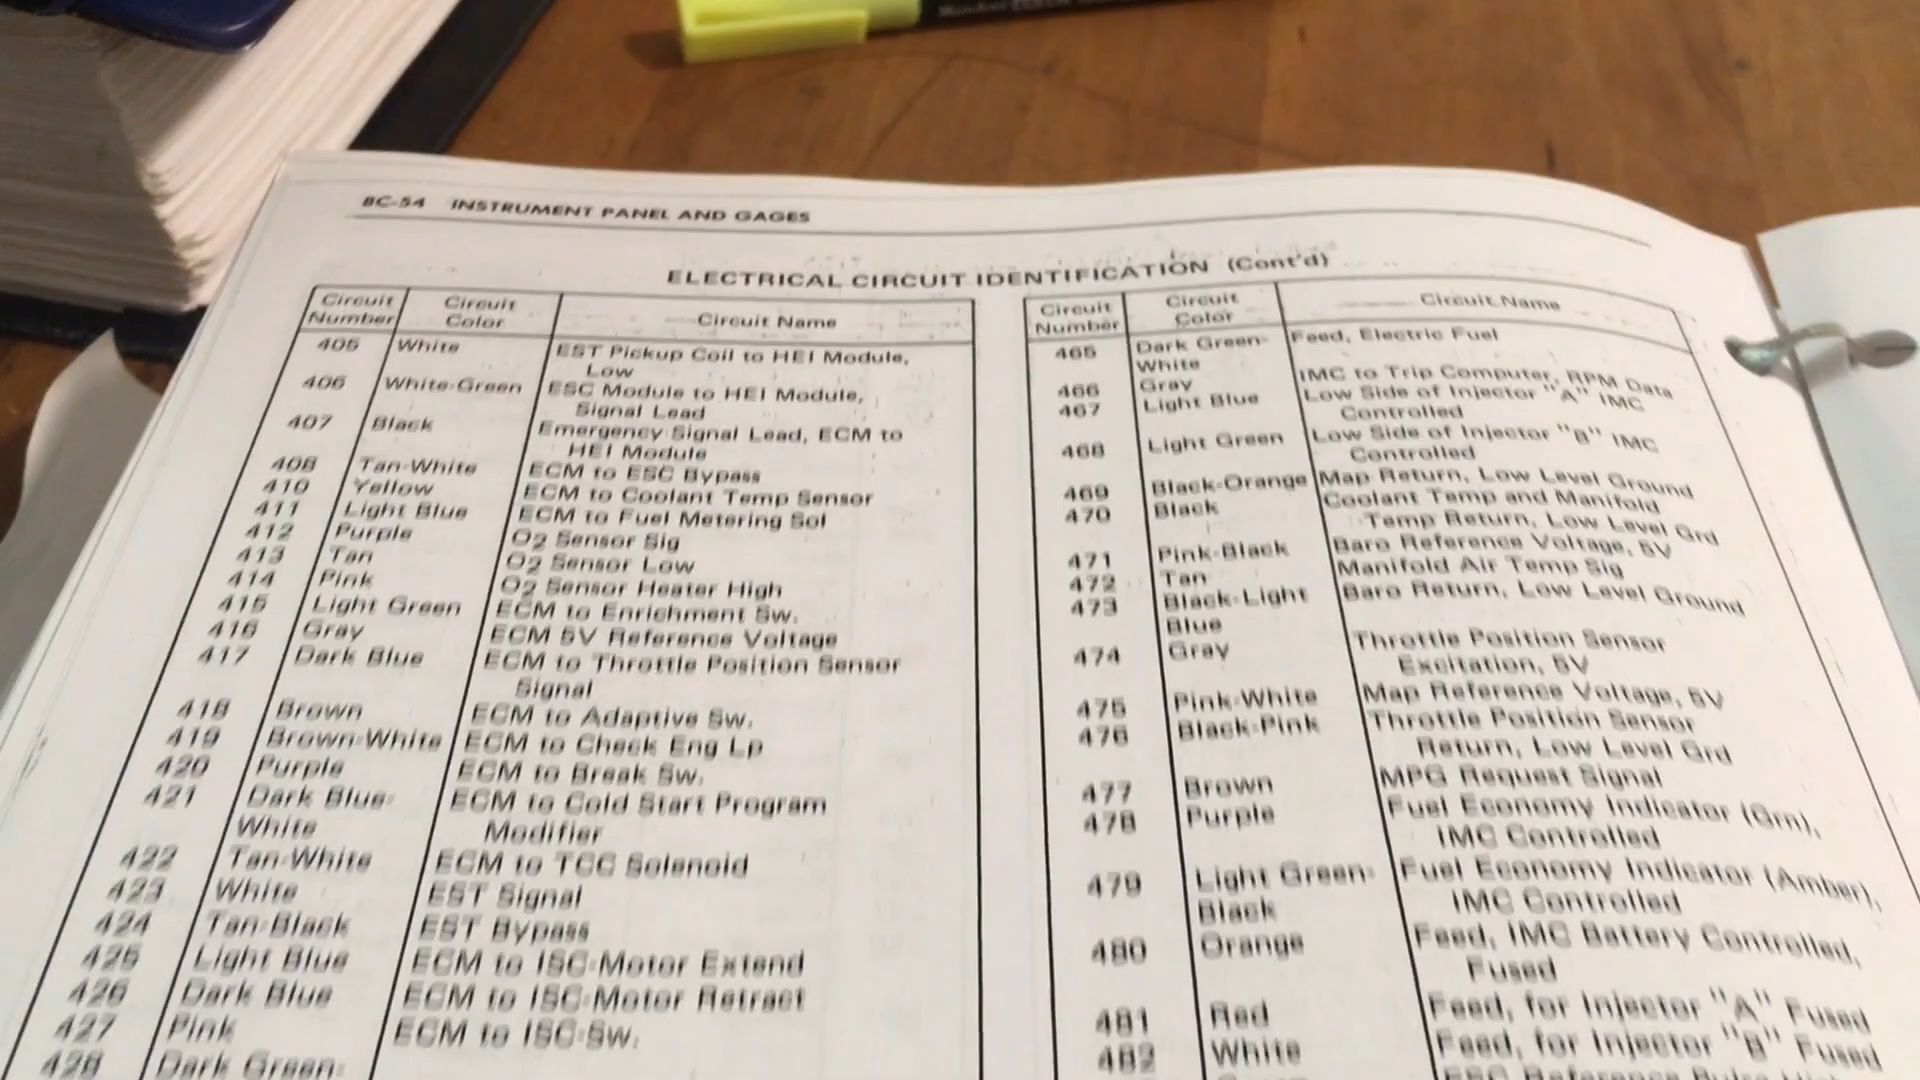 8C-54 INSTRUMENT PANEL AND GAGES
ELECTRICAL CIRCUIT IDENTIFICATION (Cont'd)
Circuit Number Circuit Color Circuit Name
405 White EST Pickup Coil to HEI Module,
Low
406 White-Green ESC Module to HEI Module,
Signal Lead
407 Black Emergency Signal Lead, ECM to
HEI Module
408 Tan-White ECM to ESC Bypass
410 Yellow ECM to Coolant Temp Sensor
411 Light Blue ECM to Fuel Metering Sol
412 Purple O2 Sensor Sig
413 Tan O2 Sensor Low
414 Pink O2 Sensor Heater High
415 Light Green ECM to Enrichment Sw.
416 Gray ECM 5V Reference Voltage
417 Dark Blue ECM to Throttle Position Sensor
Signal
418 Brown ECM to Adaptive Sw.
419 Brown-White ECM to Check Eng Lp
420 Purple ECM to Break Sw.
421 Dark Blue- ECM to Cold Start Program
White Modifier
422 Tan-White ECM to TCC Solenoid
423 White EST Signal
424 Tan-Black EST Bypass
425 Light Blue ECM to ISC-Motor Extend
426 Dark Blue ECM to ISC-Motor Retract
427 Pink ECM to ISC-Sw.
428 Dark Green-
Circuit Number Circuit Color Circuit Name
465 Dark Green- Feed, Electric Fuel
White
466 Gray IMC to Trip Computer, RPM Data
467 Light Blue Low Side of Injector "A" IMC
Controlled
468 Light Green Low Side of Injector "B" IMC
Controlled
469 Black-Orange Map Return, Low Level Ground
470 Black Coolant Temp and Manifold
Temp Return, Low Level Grd
471 Pink-Black Baro Reference Voltage, 5V
472 Tan Manifold Air Temp Sig
473 Black-Light Baro Return, Low Level Ground
Blue
474 Gray Throttle Position Sensor
Excitation, 5V
475 Pink-White Map Reference Voltage, 5V
476 Black-Pink Throttle Position Sensor
Return, Low Level Grd
477 Brown MPG Request Signal
478 Purple Fuel Economy Indicator (Grn),
IMC Controlled
479 Light Green- Fuel Economy Indicator (Amber),
Black IMC Controlled
480 Orange Feed, IMC Battery Controlled,
Fused
481 Red Feed, for Injector "A" Fused
482 White Feed, for Injector "B" Fused